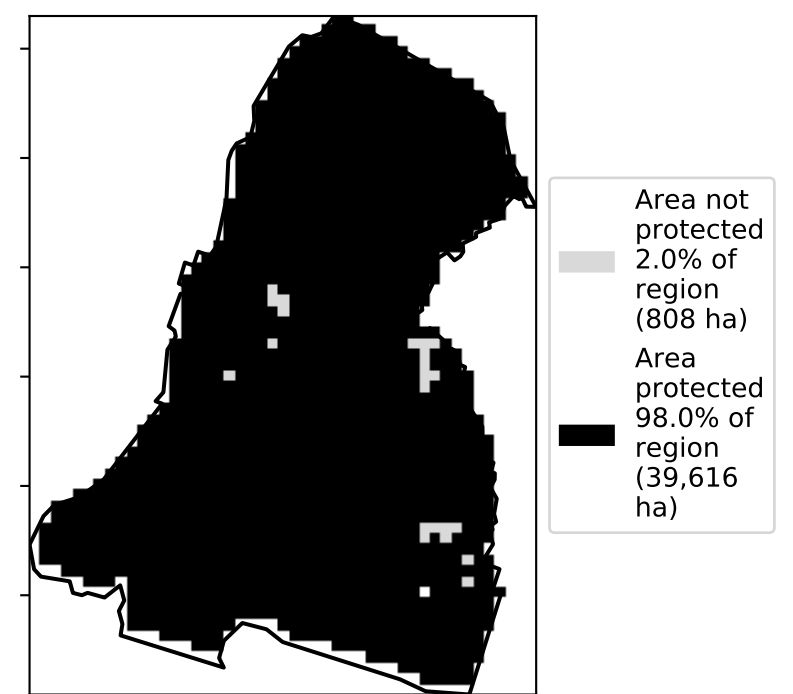 Area not
protected
2.0% of
region
(808 ha)
Area
protected
98.0% of
region
(39,616
ha)